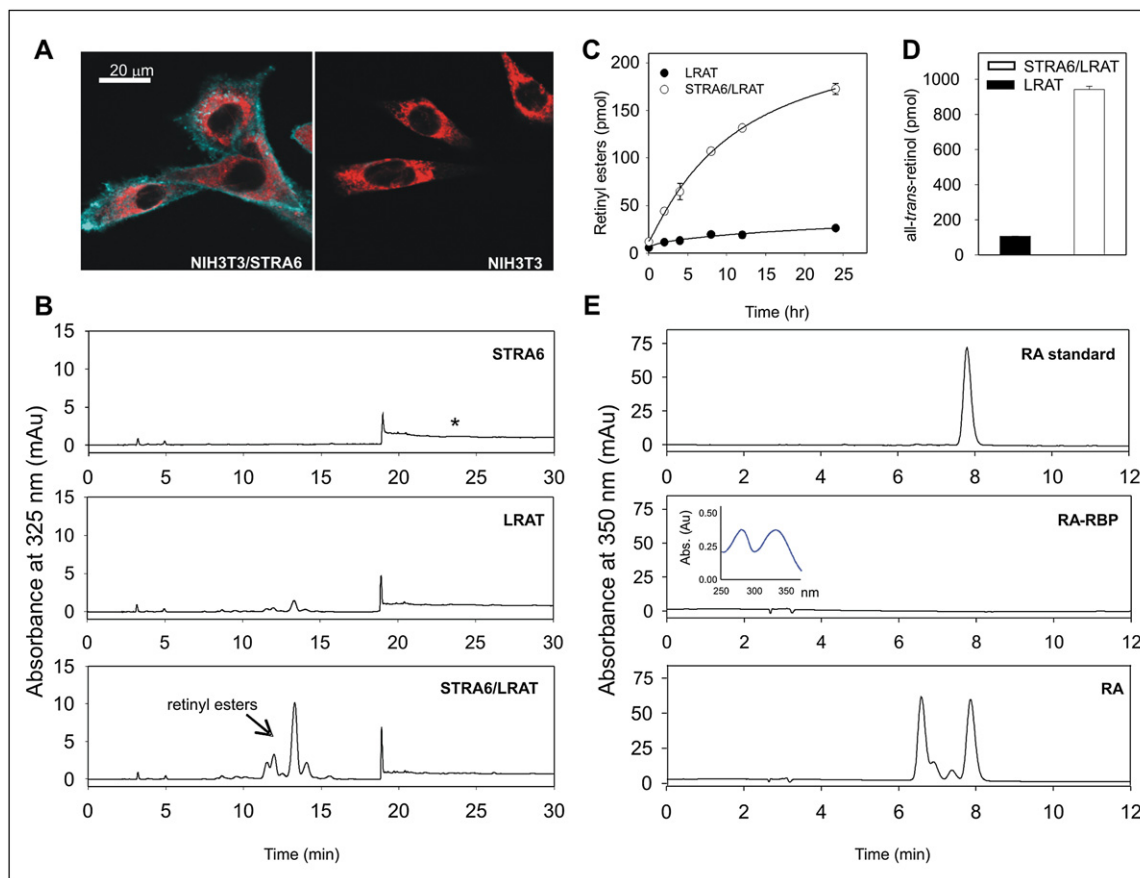 A
20 µm
NIH3T3/STRA6
NIH3T3
C
Retinyl esters (pmol)
200
150
100
50
0
LRAT
STRA6/LRAT
0 5 10 15 20 25
Time (hr)
D
all-trans-retinol (pmol)
1000
800
600
400
200
0
STRA6/LRAT
LRAT
B
Absorbance at 325 nm (mAu)
15
10
5
0
STRA6
*
0 5 10 15 20 25 30
15
10
5
0
LRAT
0 5 10 15 20 25 30
15
10
5
0
STRA6/LRAT
retinyl esters
0 5 10 15 20 25 30
Time (min)
E
Absorbance at 350 nm (mAu)
75
50
25
0
RA standard
0 2 4 6 8 10 12
75
50
25
0
RA-RBP
Abs. (Au)
0.50
0.25
0.00
250 300 350 nm
0 2 4 6 8 10 12
75
50
25
0
RA
0 2 4 6 8 10 12
Time (min)